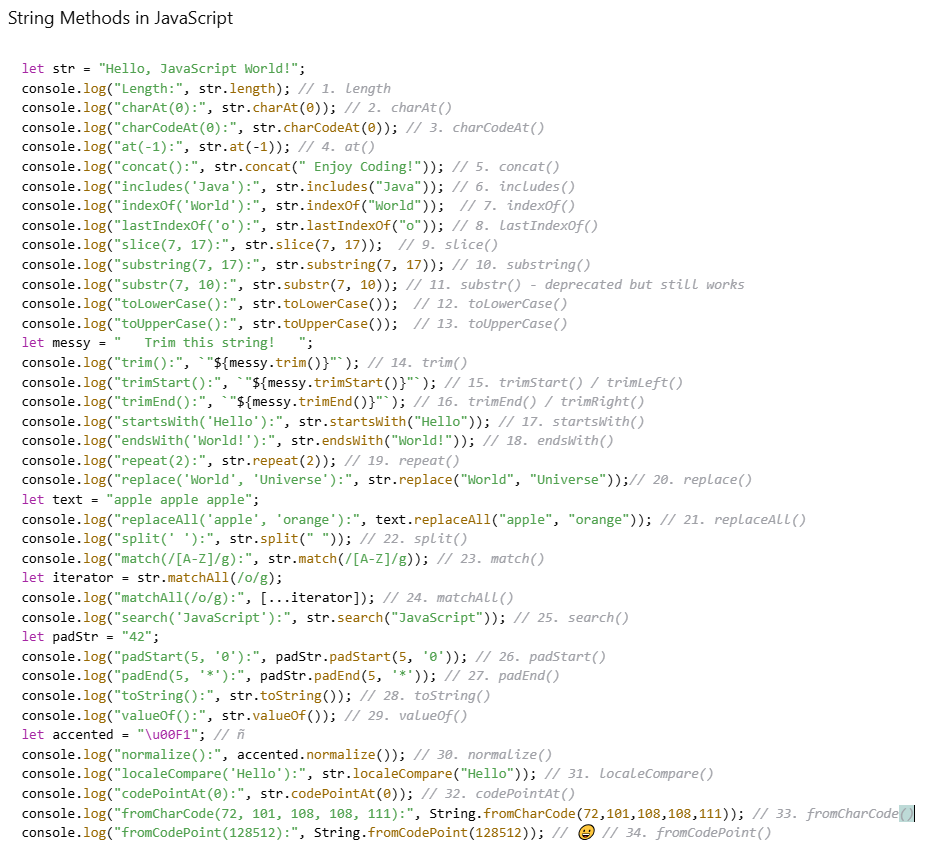 String Methods in JavaScript
let str = "Hello, JavaScript World!";
console.log("Length:", str.length); // 1. length
console.log("charAt(0):", str.charAt(0)); // 2. charAt()
console.log("charCodeAt(0):", str.charCodeAt(0)); // 3. charCodeAt()
console.log("at(-1):", str.at(-1)); // 4. at()
console.log("concat():", str.concat(" Enjoy Coding!")); // 5. concat()
console.log("includes('Java'):", str.includes("Java")); // 6. includes()
console.log("indexOf('World'):", str.indexOf("World"));  // 7. indexOf()
console.log("lastIndexOf('o'):", str.lastIndexOf("o")); // 8. lastIndexOf()
console.log("slice(7, 17):", str.slice(7, 17));  // 9. slice()
console.log("substring(7, 17):", str.substring(7, 17)); // 10. substring()
console.log("substr(7, 10):", str.substr(7, 10)); // 11. substr() - deprecated but still works
console.log("toLowerCase():", str.toLowerCase());  // 12. toLowerCase()
console.log("toUpperCase():", str.toUpperCase());  // 13. toUpperCase()
let messy = "   Trim this string!   ";
console.log("trim():", `"${messy.trim()}"`); // 14. trim()
console.log("trimStart():", `"${messy.trimStart()}"`); // 15. trimStart() / trimLeft()
console.log("trimEnd():", `"${messy.trimEnd()}"`); // 16. trimEnd() / trimRight()
console.log("startsWith('Hello'):", str.startsWith("Hello")); // 17. startsWith()
console.log("endsWith('World!'):", str.endsWith("World!")); // 18. endsWith()
console.log("repeat(2):", str.repeat(2)); // 19. repeat()
console.log("replace('World', 'Universe'):", str.replace("World", "Universe"));// 20. replace()
let text = "apple apple apple";
console.log("replaceAll('apple', 'orange'):", text.replaceAll("apple", "orange")); // 21. replaceAll()
console.log("split(' '):", str.split(" ")); // 22. split()
console.log("match(/[A-Z]/g):", str.match(/[A-Z]/g)); // 23. match()
let iterator = str.matchAll(/o/g);
console.log("matchAll(/o/g):", [...iterator]); // 24. matchAll()
console.log("search('JavaScript'):", str.search("JavaScript")); // 25. search()
let padStr = "42";
console.log("padStart(5, '0'):", padStr.padStart(5, '0')); // 26. padStart()
console.log("padEnd(5, '*'):", padStr.padEnd(5, '*')); // 27. padEnd()
console.log("toString():", str.toString()); // 28. toString()
console.log("valueOf():", str.valueOf()); // 29. valueOf()
let accented = "\u00F1"; // ñ
console.log("normalize():", accented.normalize()); // 30. normalize()
console.log("localeCompare('Hello'):", str.localeCompare("Hello")); // 31. localeCompare()
console.log("codePointAt(0):", str.codePointAt(0)); // 32. codePointAt()
console.log("fromCharCode(72, 101, 108, 108, 111):", String.fromCharCode(72,101,108,108,111)); // 33. fromCharCode()
console.log("fromCodePoint(128512):", String.fromCodePoint(128512)); // 😀 // 34. fromCodePoint()